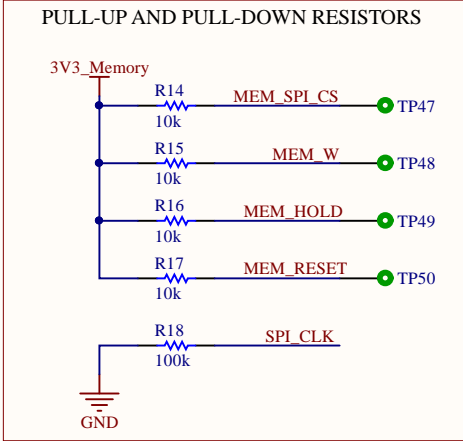 PULL-UP AND PULL-DOWN RESISTORS
3V3_Memory
R14
MEM_SPI_CS
TP47
10k
R15
MEM_W
TP48
10k
R16
MEM_HOLD
TP49
10k
R17
MEM_RESET
TP50
10k
R18
SPI_CLK
100k
GND